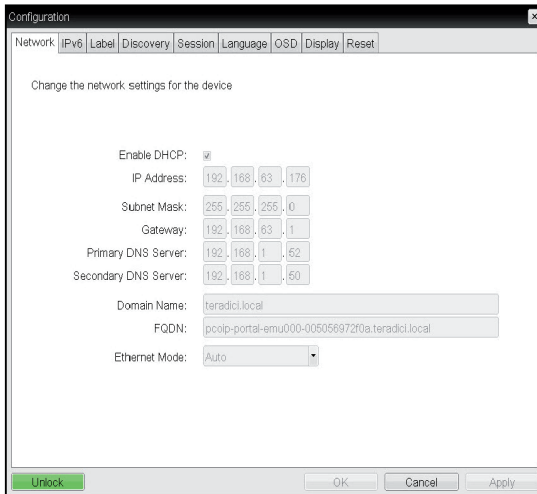 Configuration
Network IPv6 Label Discovery Session Language OSD Display Reset
Change the network settings for the device
Enable DHCP:
IP Address: 192 . 168 . 63 . 176
Subnet Mask: 255 . 255 . 255 . 0
Gateway: 192 . 168 . 63 . 1
Primary DNS Server: 192 . 168 . 1 . 52
Secondary DNS Server: 192 . 168 . 1 . 50
Domain Name: teradici.local
FQDN: pcoip-portal-emu000-005056972f0a.teradici.local
Ethernet Mode: Auto
Unlock OK Cancel Apply